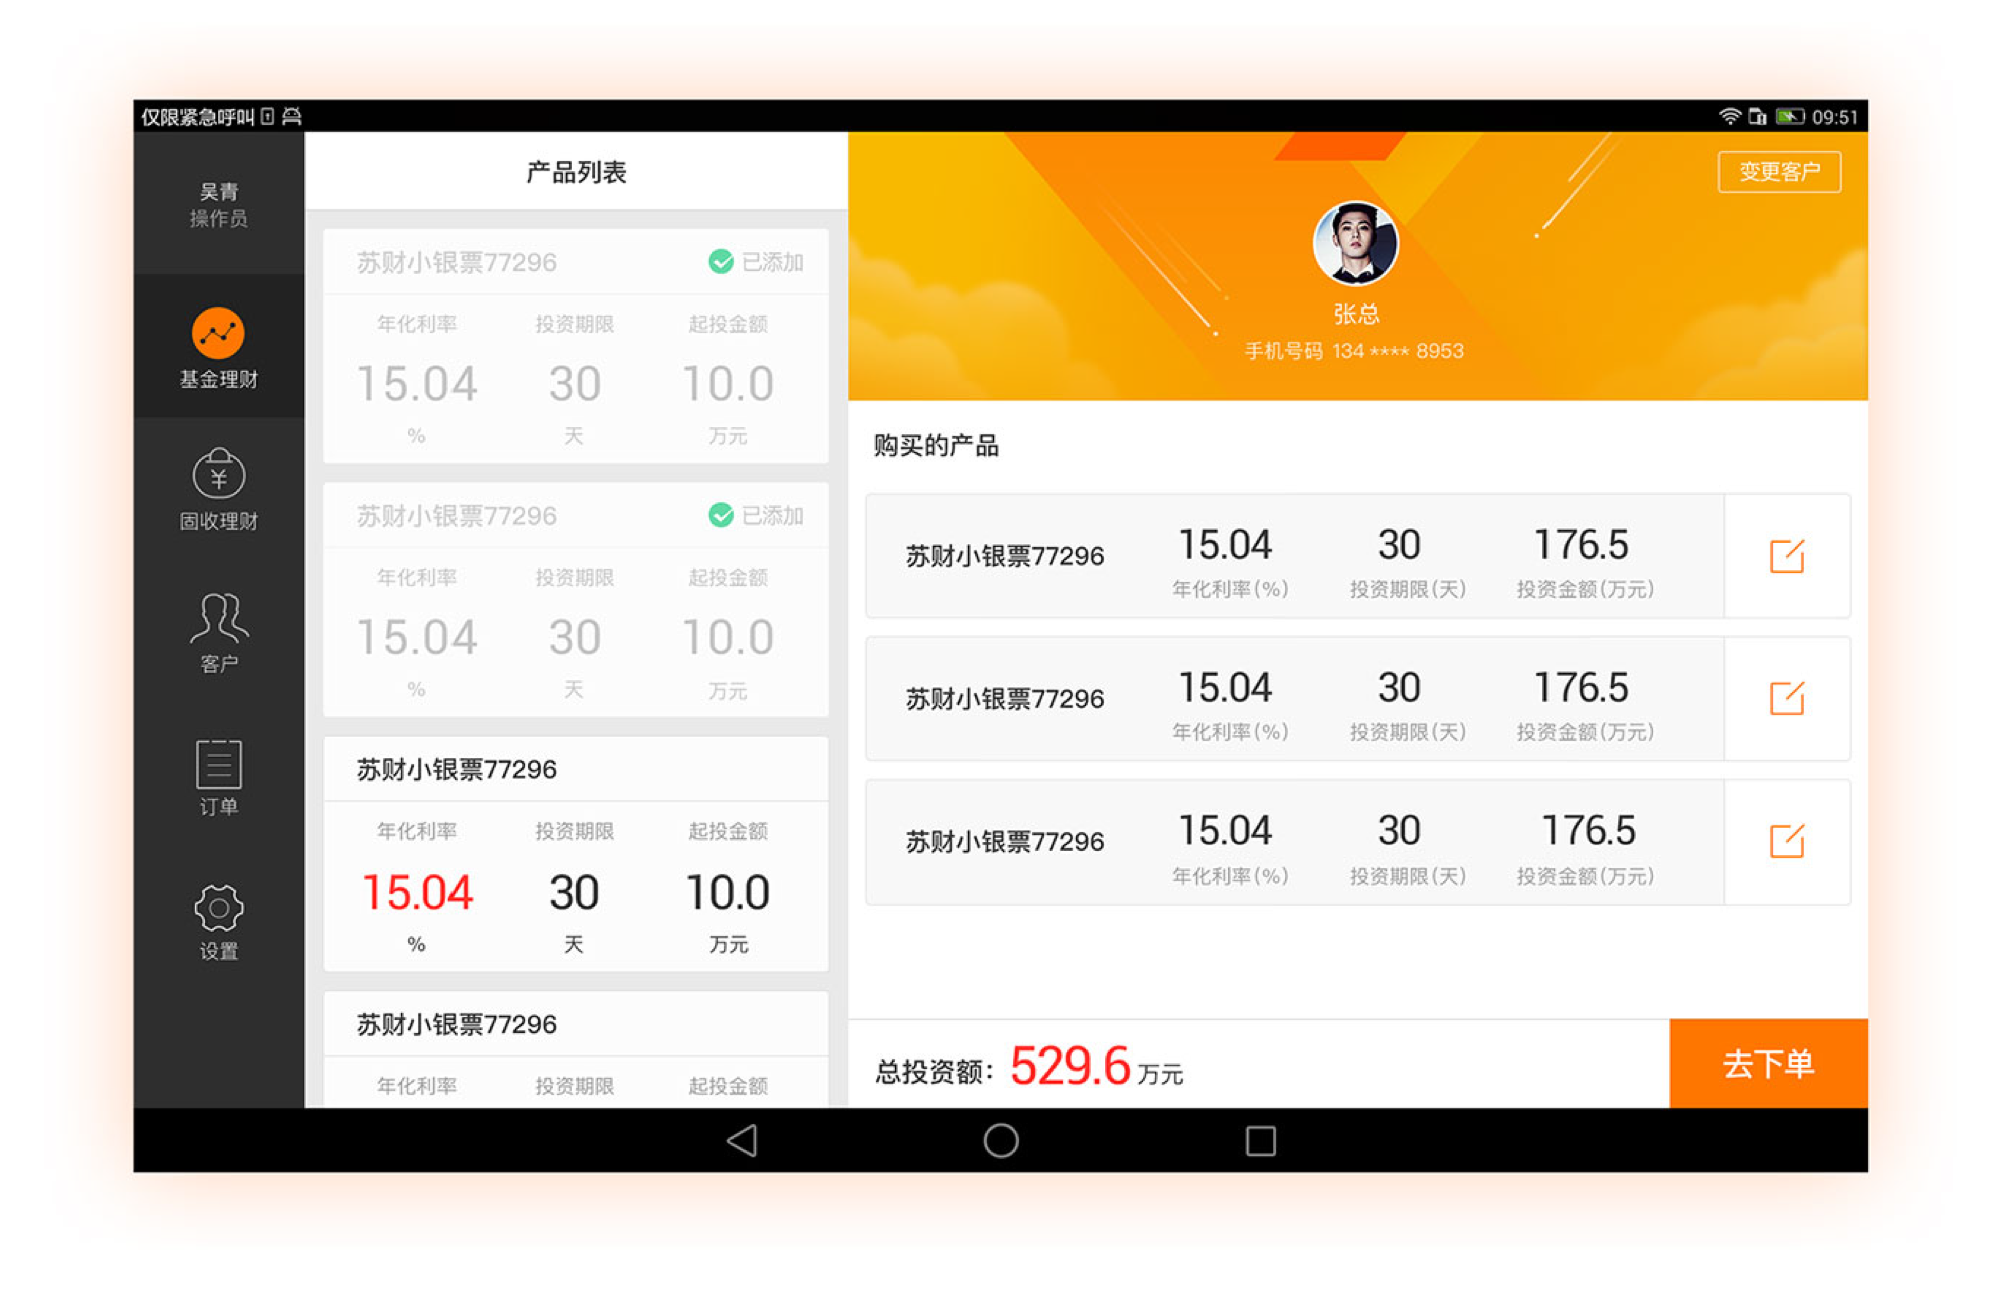 仅限紧急呼叫
09:51
吴青
操作员
基金理财
固收理财
客户
订单
设置
产品列表
苏财小银票77296 已添加
年化利率 投资期限 起投金额
15.04 30 10.0
% 天 万元
苏财小银票77296 已添加
年化利率 投资期限 起投金额
15.04 30 10.0
% 天 万元
苏财小银票77296
年化利率 投资期限 起投金额
15.04 30 10.0
% 天 万元
苏财小银票77296
年化利率 投资期限 起投金额
变更客户
张总
手机号码 134 **** 8953
购买的产品
苏财小银票77296 15.04 30 176.5
年化利率(%) 投资期限(天) 投资金额(万元)
苏财小银票77296 15.04 30 176.5
年化利率(%) 投资期限(天) 投资金额(万元)
苏财小银票77296 15.04 30 176.5
年化利率(%) 投资期限(天) 投资金额(万元)
总投资额：529.6 万元
去下单